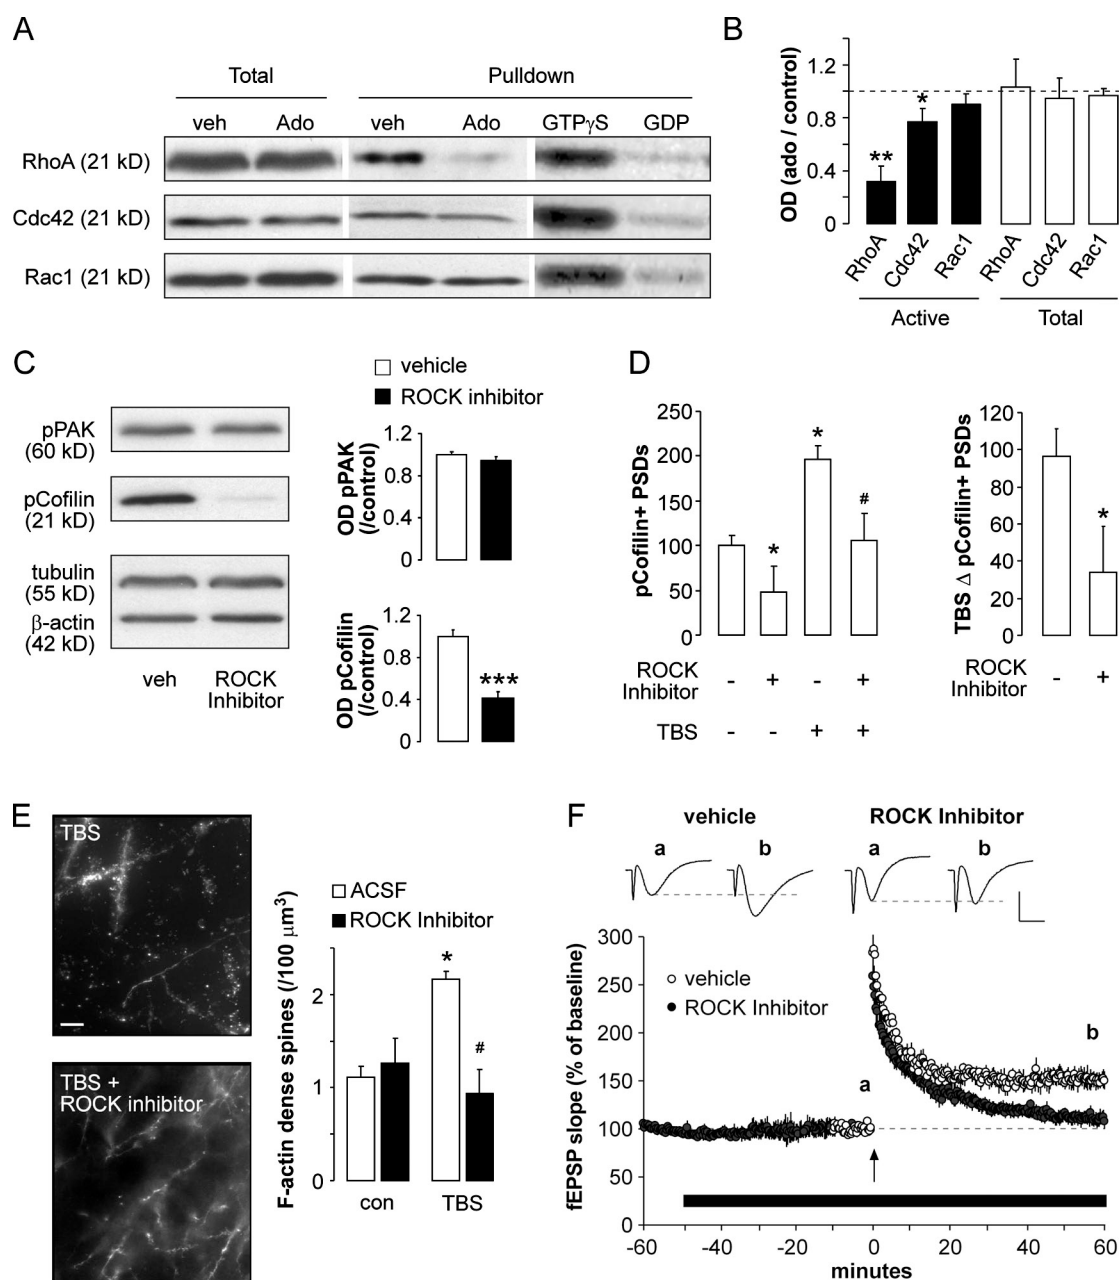 A
Total
Pulldown
veh
Ado
veh
Ado
GTPγS
GDP
RhoA (21 kD)
Cdc42 (21 kD)
Rac1 (21 kD)
B
OD (ado / control)
1.2
0.8
0.4
0
**
*
RhoA
Cdc42
Rac1
RhoA
Cdc42
Rac1
Active
Total
C
vehicle
ROCK inhibitor
pPAK
(60 kD)
pCofilin
(21 kD)
tubulin
(55 kD)
β-actin
(42 kD)
veh
ROCK
Inhibitor
OD pPAK
(/control)
1.2
0.8
0.4
0
OD pCofilin
(/control)
1.2
0.8
0.4
0
***
D
pCofilin+ PSDs
250
200
150
100
50
0
*
*
#
ROCK
Inhibitor
- + - +
TBS
- - + +
TBS Δ pCofilin+ PSDs
120
100
80
60
40
20
0
*
ROCK
Inhibitor
- +
E
TBS
TBS +
ROCK inhibitor
ACSF
ROCK Inhibitor
F-actin dense spines (/100 μm³)
2
1
0
*
#
con
TBS
F
vehicle
ROCK Inhibitor
a
b
a
b
fEPSP slope (% of baseline)
300
250
200
150
100
50
0
vehicle
ROCK Inhibitor
a
b
-60
-40
-20
0
20
40
60
minutes